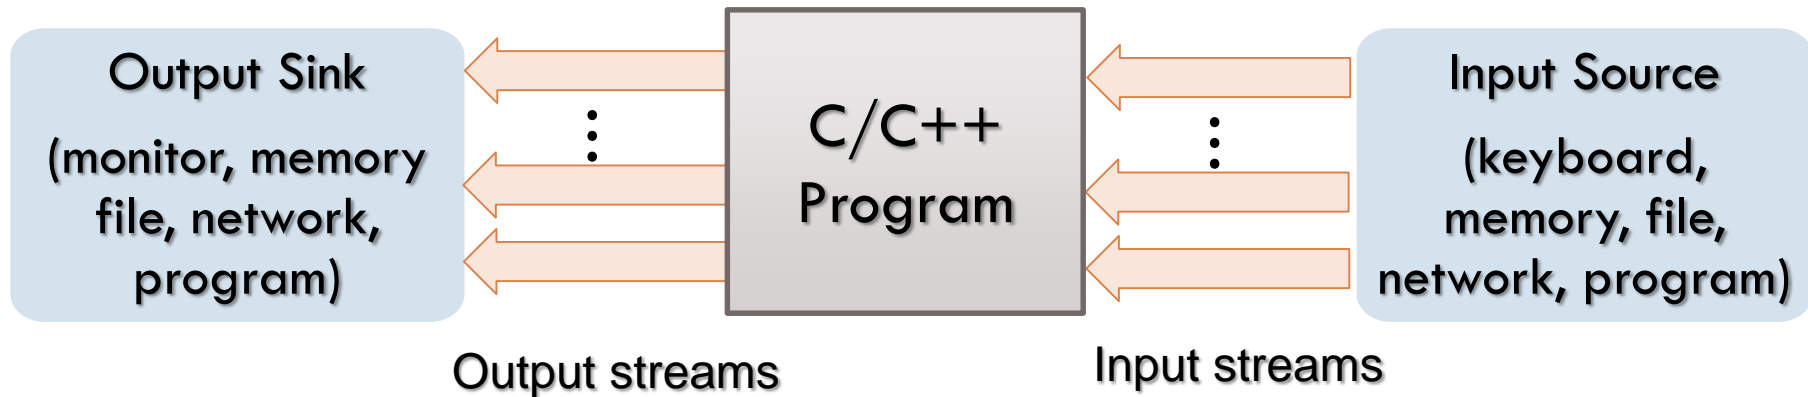 Output Sink
(monitor, memory
file, network,
program)
C/C++
Program
Input Source
(keyboard,
memory, file,
network, program)
Output streams
Input streams